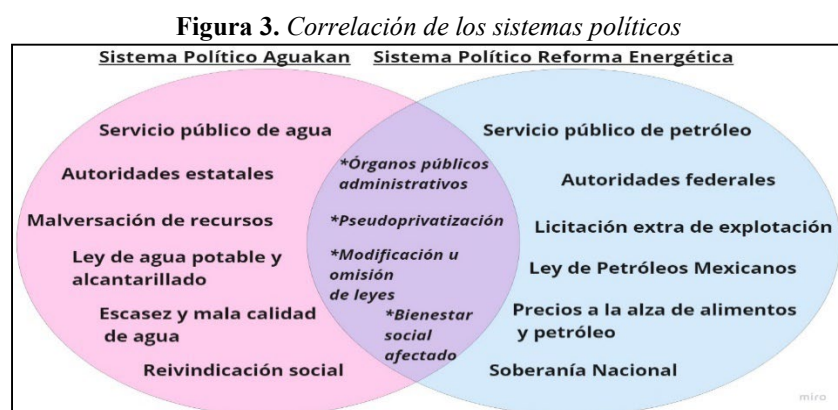 Figura 3. Correlación de los sistemas políticos
Sistema Político Aguakan
Sistema Político Reforma Energética
Servicio público de agua
Autoridades estatales
Malversación de recursos
Ley de agua potable y
alcantarillado
Escasez y mala calidad
de agua
Reivindicación social
*Órganos públicos
administrativos
*Pseudoprivatización
*Modificación u
omisión
de leyes
*Bienestar
social
afectado
Servicio público de petróleo
Autoridades federales
Licitación extra de explotación
Ley de Petróleos Mexicanos
Precios a la alza de alimentos
y petróleo
Soberanía Nacional
miro